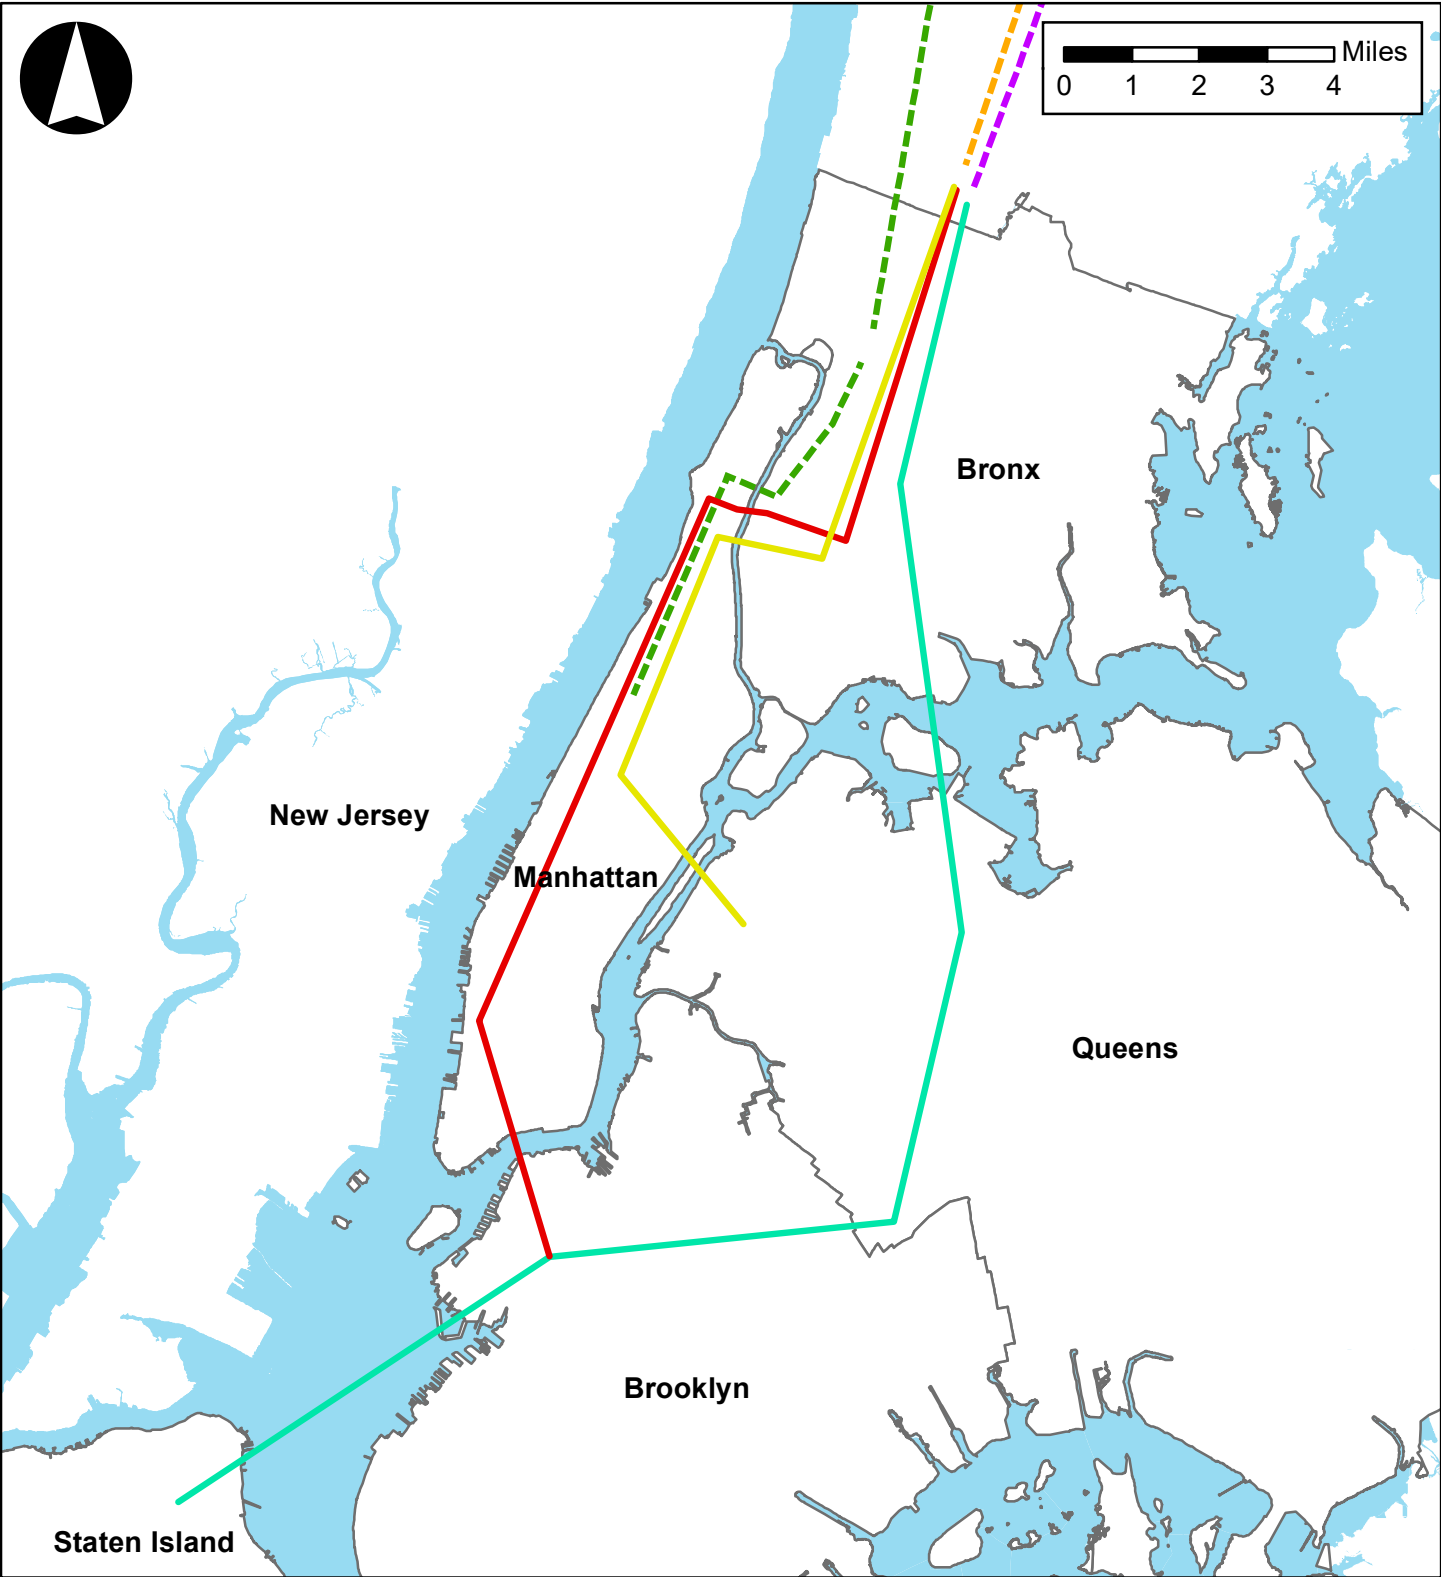 Miles
0 1 2 3 4
Bronx
New Jersey
Manhattan
Queens
Brooklyn
Staten Island